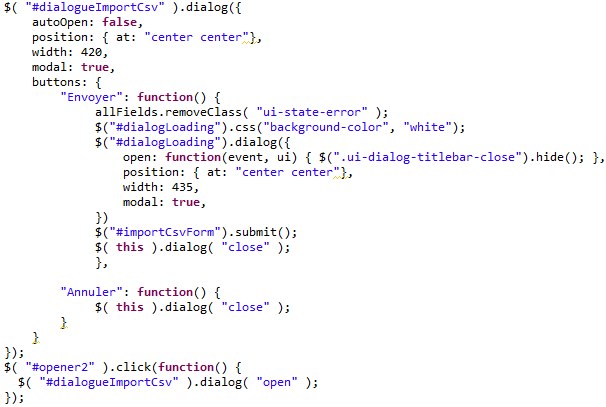 $( "#dialogueImportCsv" ).dialog({
    autoOpen: false,
    position: { at: "center center"},
    width: 420,
    modal: true,
    buttons: {
        "Envoyer": function() {
             allFields.removeClass( "ui-state-error" );
             $("#dialogLoading").css("background-color", "white");
             $("#dialogLoading").dialog({
                 open: function(event, ui) { $(".ui-dialog-titlebar-close").hide(); },
                 position: { at: "center center"},
                 width: 435,
                 modal: true,
             })
             $("#importCsvForm").submit();
             $( this ).dialog( "close" );
             },

        "Annuler": function() {
             $( this ).dialog( "close" );
        }
    }
});
$( "#opener2" ).click(function() {
  $( "#dialogueImportCsv" ).dialog( "open" );
});